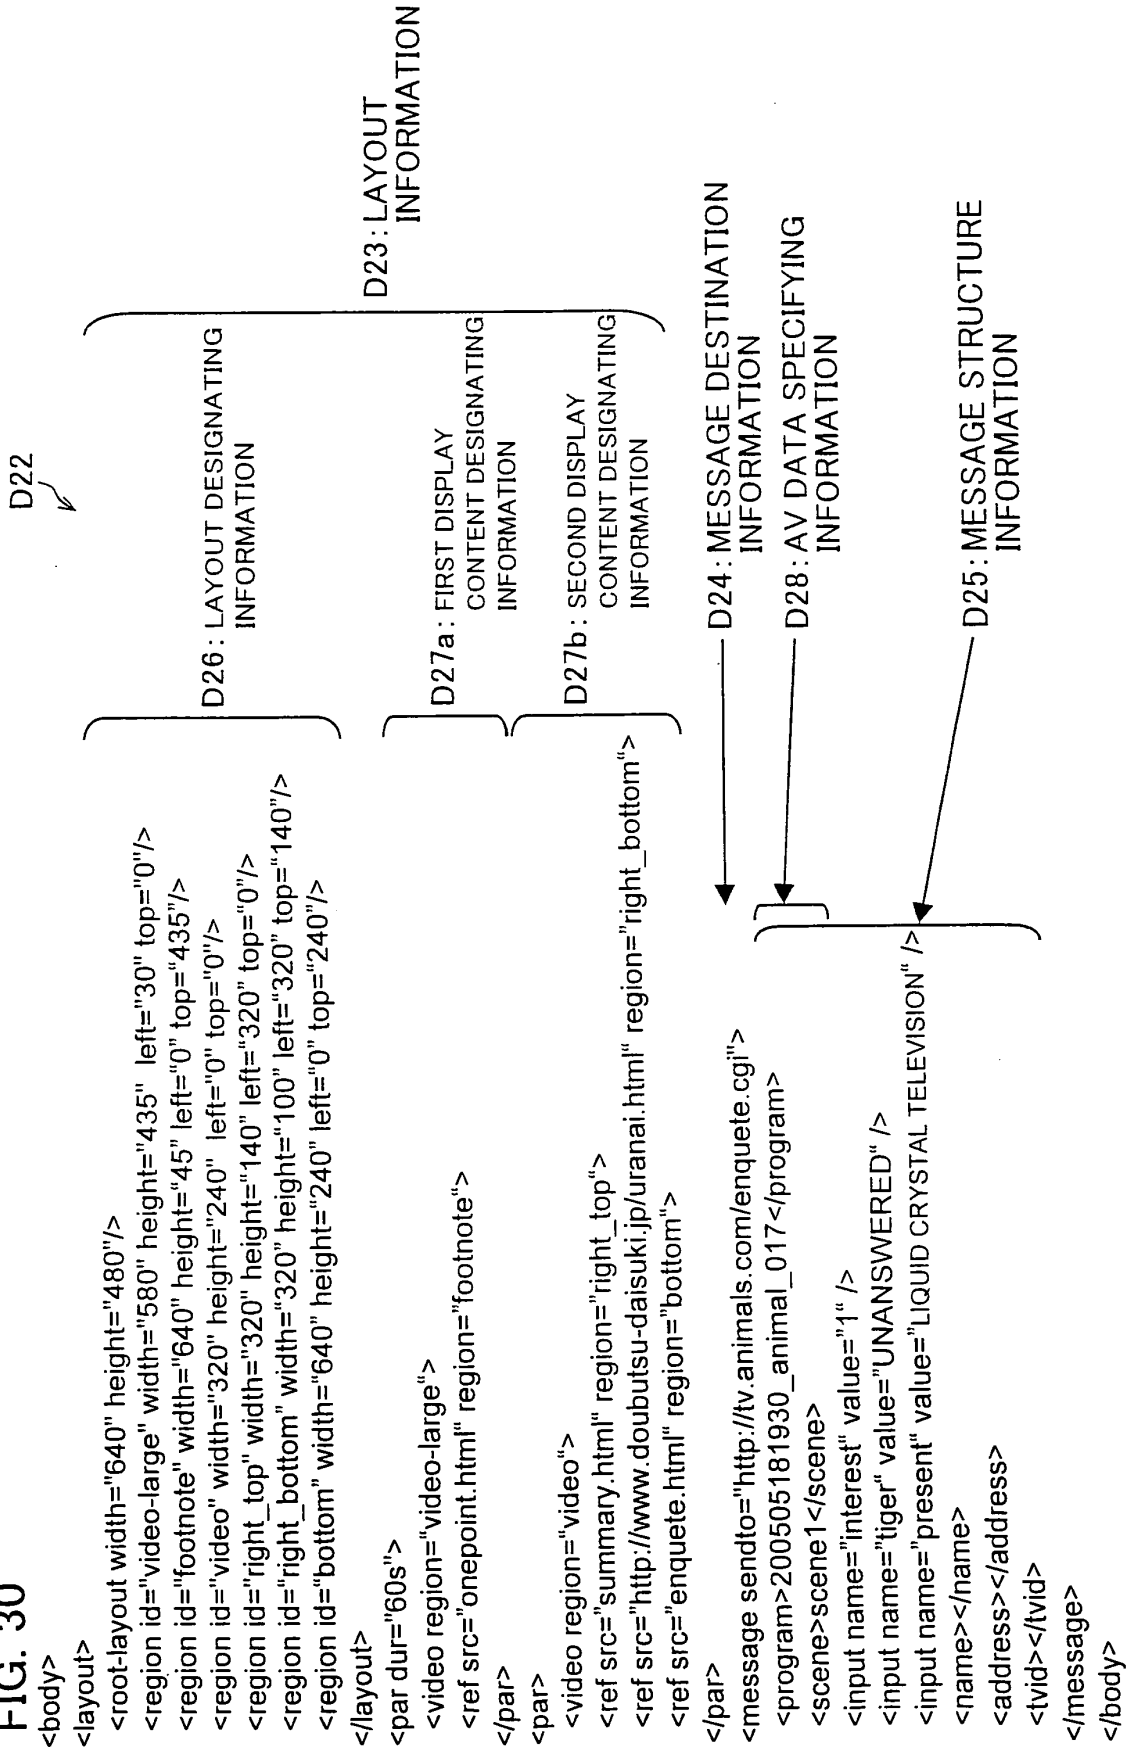 FIG. 30
D22
<body>
<layout>
<root-layout width="640" height="480"/>
<region id="video-large" width="580" height="435" left="30" top="0"/>
<region id="footnote" width="640" height="45" left="0" top="435"/>
<region id="video" width="320" height="240" left="0" top="0"/>
<region id="right_top" width="320" height="140" left="320" top="0"/>
<region id="right_bottom" width="320" height="100" left="320" top="140"/>
<region id="bottom" width="640" height="240" left="0" top="240"/>
</layout>
<par dur="60s">
<video region="video-large">
<ref src="onepoint.html" region="footnote">
</par>
<par>
<video region="video">
<ref src="summary.html" region="right_top">
<ref src="http://www.doubutsu-daisuki.jp/uranai.html" region="right_bottom">
<ref src="enquete.html" region="bottom">
</par>
<message sendto="http://tv.animals.com/enquete.cgi">
<program>200505181930_animal_017</program>
<scene>scene1</scene>
<input name="interest" value="1" />
<input name="tiger" value="UNANSWERED" />
<input name="present" value="LIQUID CRYSTAL TELEVISION" />
<name></name>
<address></address>
<tvid></tvid>
</message>
</body>
D26: LAYOUT DESIGNATING
INFORMATION
D27a: FIRST DISPLAY
CONTENT DESIGNATING
INFORMATION
D27b: SECOND DISPLAY
CONTENT DESIGNATING
INFORMATION
D23: LAYOUT
INFORMATION
D24: MESSAGE DESTINATION
INFORMATION
D28: AV DATA SPECIFYING
INFORMATION
D25: MESSAGE STRUCTURE
INFORMATION